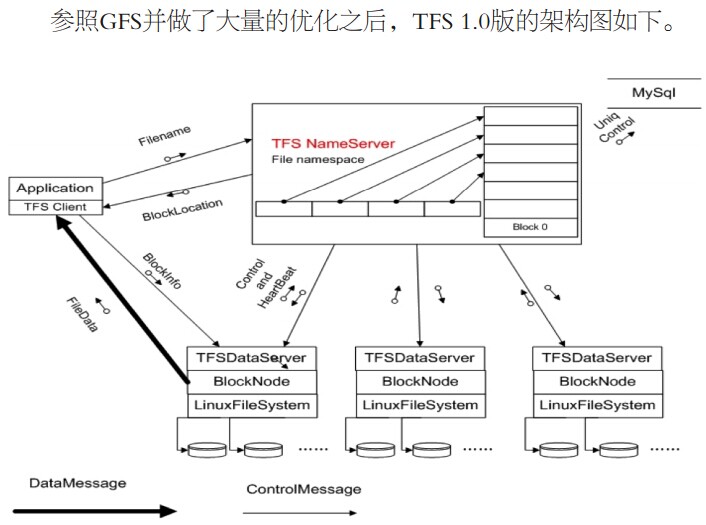 参照GFS并做了大量的优化之后，TFS 1.0版的架构图如下。
MySql
Uniq
Control
Filename
TFS NameServer
File namespace
Application
TFS Client
BlockLocation
Block 0
BlockInfo
Control
and
HeartBeat
FileData
TFSDataServer
BlockNode
LinuxFileSystem
......
TFSDataServer
BlockNode
LinuxFileSystem
......
TFSDataServer
BlockNode
LinuxFileSystem
......
DataMessage
ControlMessage